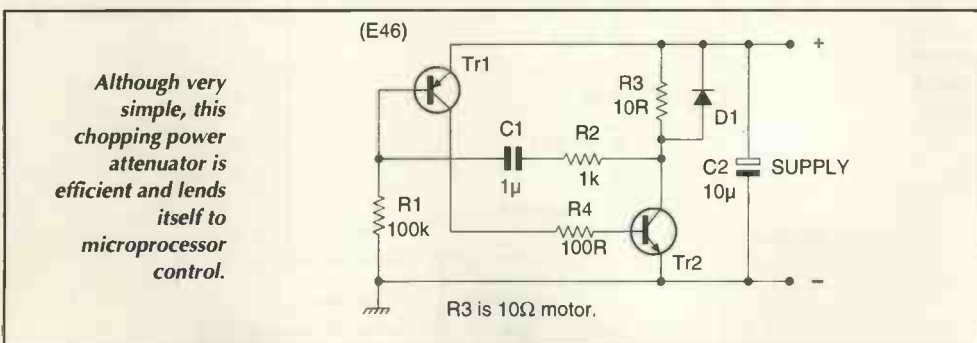 (E46)
Although very
simple, this
chopping power
attenuator is
efficient and lends
itself to
microprocessor
control.
Tr1
R3
10R
D1
C1
1μ
R2
1k
C2
10μ
SUPPLY
+
R1
100k
R4
100R
Tr2
−
R3 is 10Ω motor.